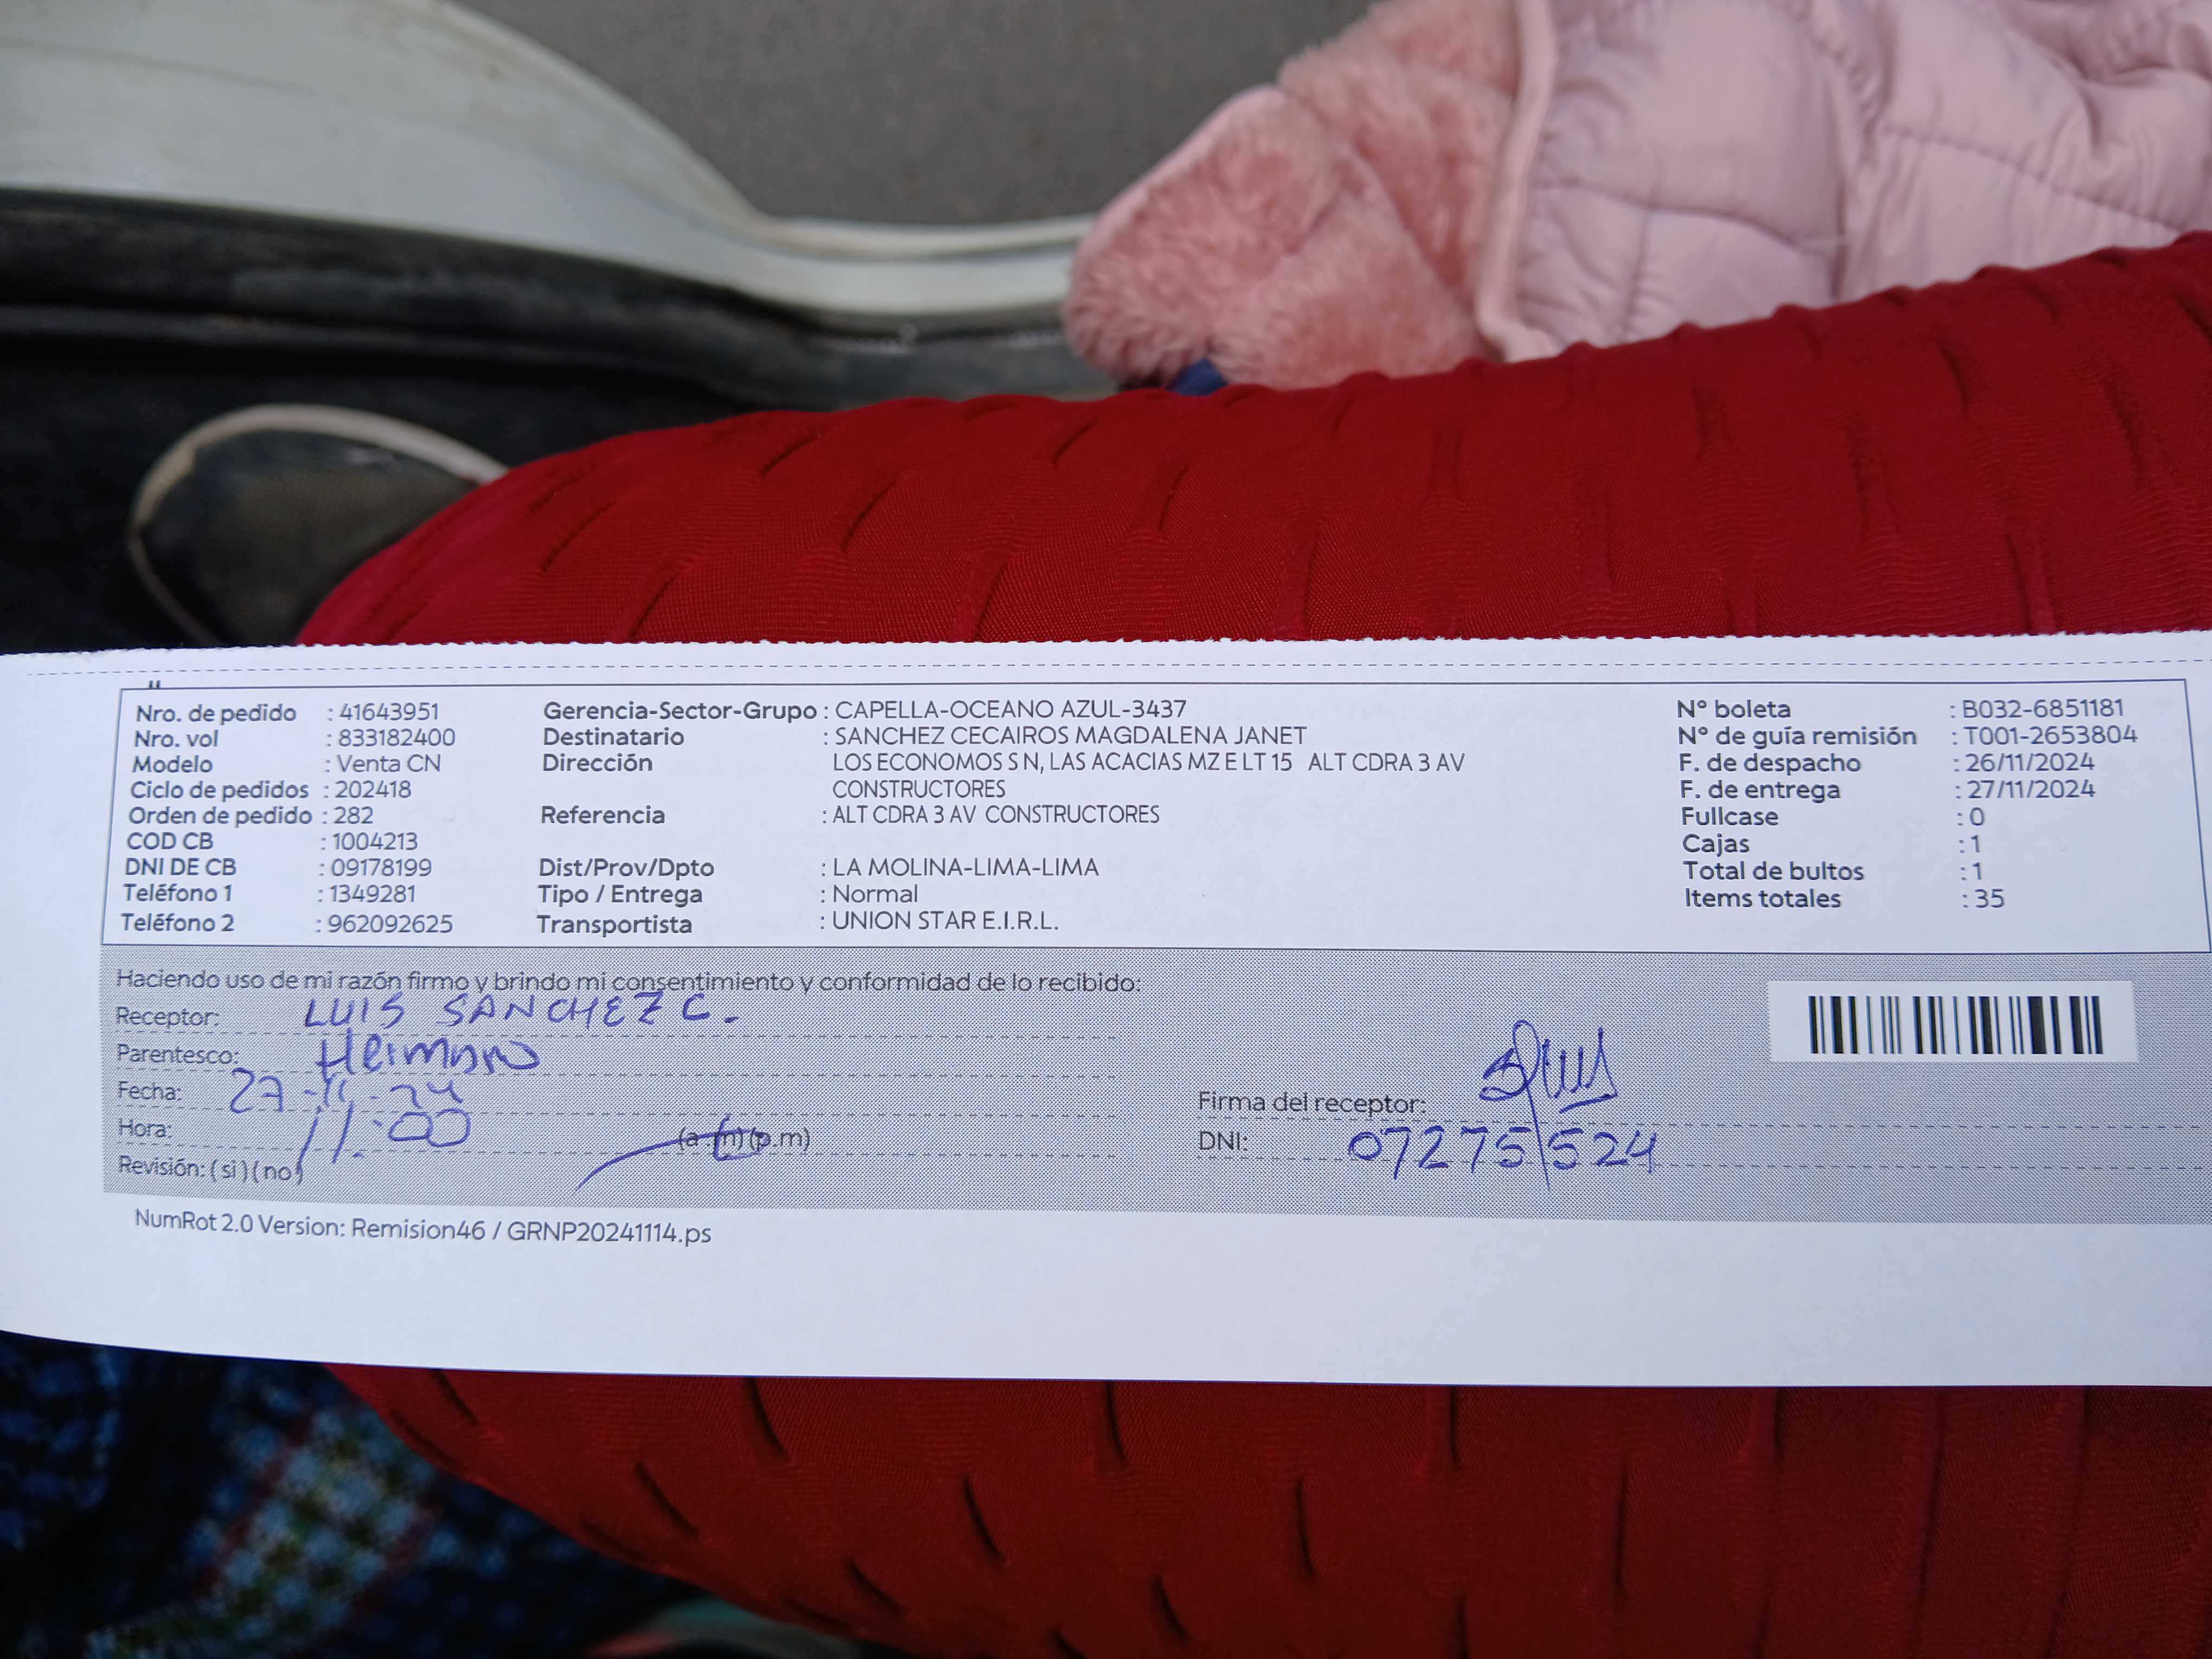 Nro. de pedido : 41643951 Gerencia-Sector-Grupo : CAPELLA-OCEANO AZUL-3437 N° boleta : B032-6851181
Nro. vol : 833182400 Destinatario : SANCHEZ CECAIROS MAGDALENA JANET N° de guía remisión : T001-2653804
Modelo : Venta CN Dirección LOS ECONOMOS S N, LAS ACACIAS MZ E LT 15 ALT CDRA 3 AV F. de despacho : 26/11/2024
Ciclo de pedidos : 202418 CONSTRUCTORES F. de entrega : 27/11/2024
Orden de pedido : 282 Referencia : ALT CDRA 3 AV CONSTRUCTORES Fullcase : 0
COD CB : 1004213 Cajas : 1
DNI DE CB : 09178199 Dist/Prov/Dpto : LA MOLINA-LIMA-LIMA Total de bultos : 1
Teléfono 1 : 1349281 Tipo / Entrega : Normal Items totales : 35
Teléfono 2 : 962092625 Transportista : UNION STAR E.I.R.L.
Haciendo uso de mi razón firmo y brindo mi consentimiento y conformidad de lo recibido:
Receptor: LUIS SANCHEZ C.
Parentesco: Hermano
Fecha: 27-11-24 Firma del receptor:
Hora: 11:00 (a.m)(p.m) DNI: 07275524
Revisión: (si)(no)
NumRot 2.0 Version: Remision46 / GRNP20241114.ps